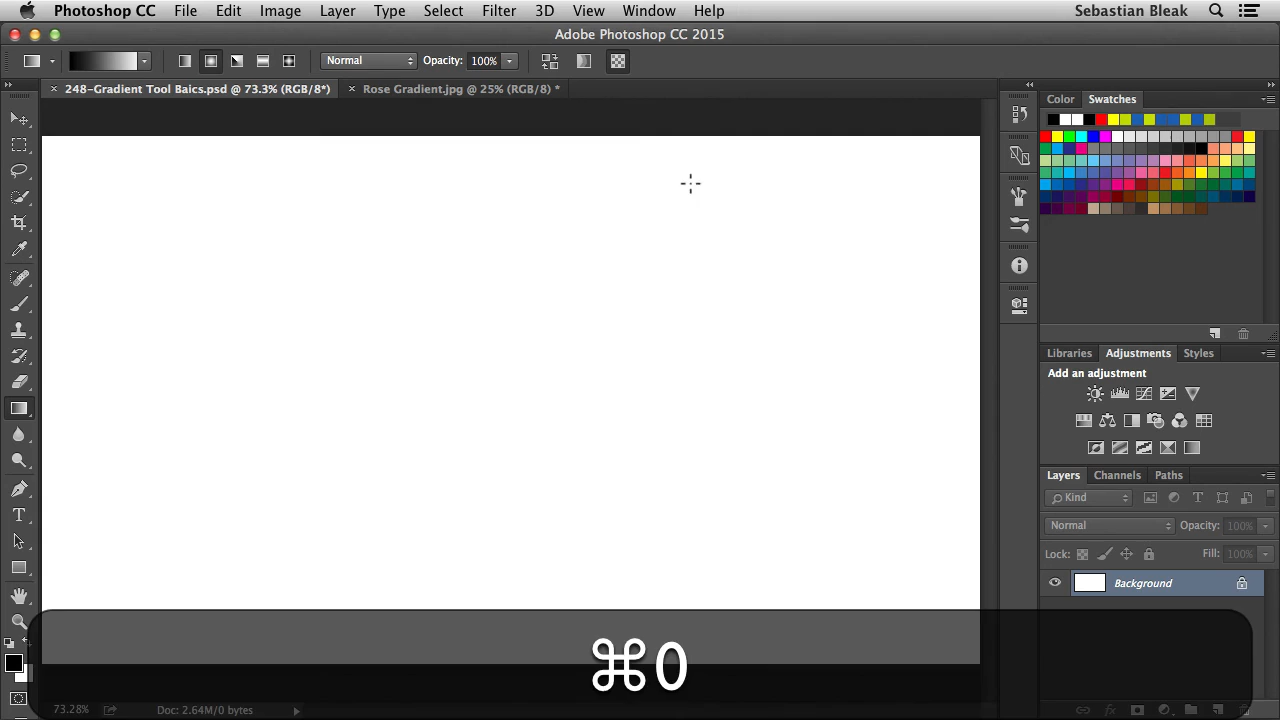 Photoshop CC File Edit Image Layer Type Select Filter 3D View Window Help Sebastian Bleak
Adobe Photoshop CC 2015
Normal Opacity: 100%
248-Gradient Tool Baics.psd @ 73.3% (RGB/8*) Rose Gradient.jpg @ 25% (RGB/8) *
Color Swatches
Libraries Adjustments Styles
Add an adjustment
Layers Channels Paths
Kind
Normal Opacity: 100%
Lock: Fill: 100%
Background
⌘0
73.28% Doc: 2.64M/0 bytes